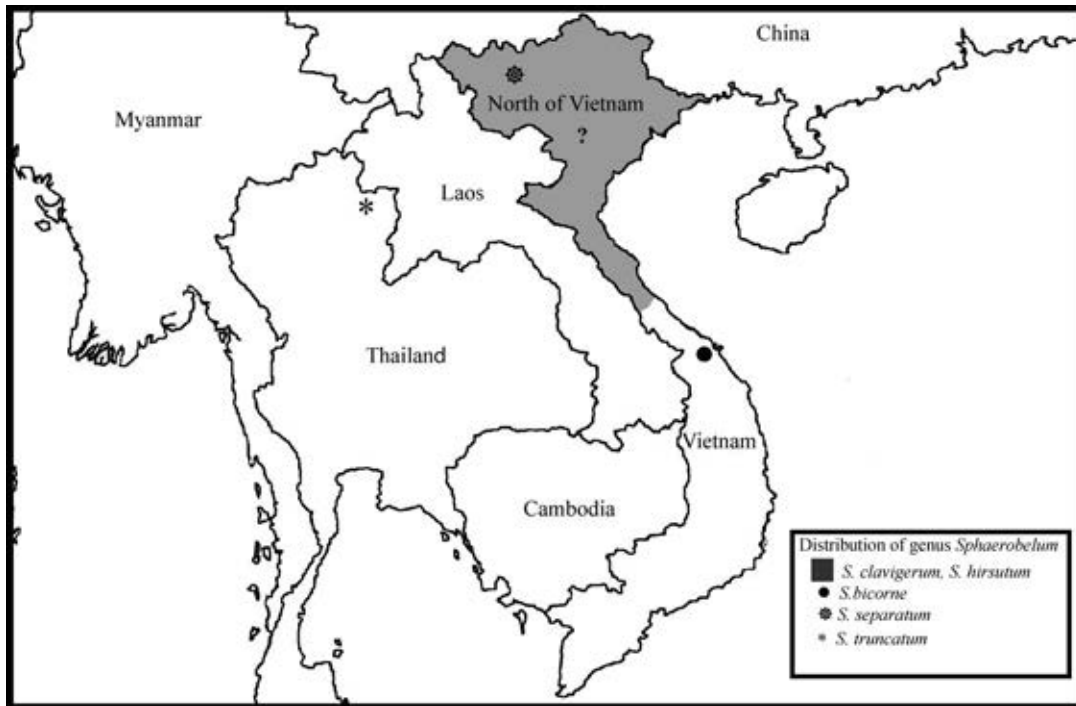 China
North of Vietnam
?
Myanmar
Laos
*
Thailand
Vietnam
Cambodia
Distribution of genus Sphaerobelum
S. clavigerum, S. hirsutum
S.bicorne
S. separatum
S. truncatum